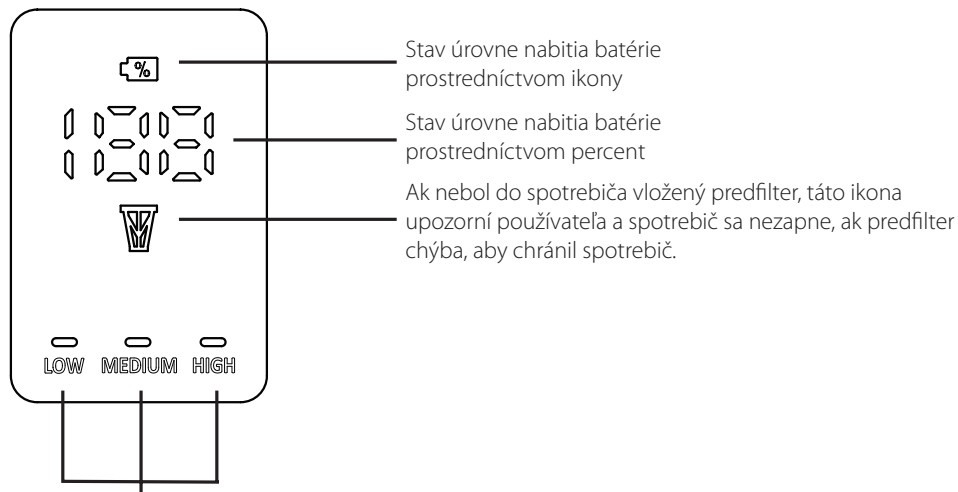 %
Stav úrovne nabitia batérie
prostredníctvom ikony
188
Stav úrovne nabitia batérie
prostredníctvom percent
Ak nebol do spotrebiča vložený predfilter, táto ikona
upozorní používateľa a spotrebič sa nezapne, ak predfilter
chýba, aby chránil spotrebič.
LOW MEDIUM HIGH